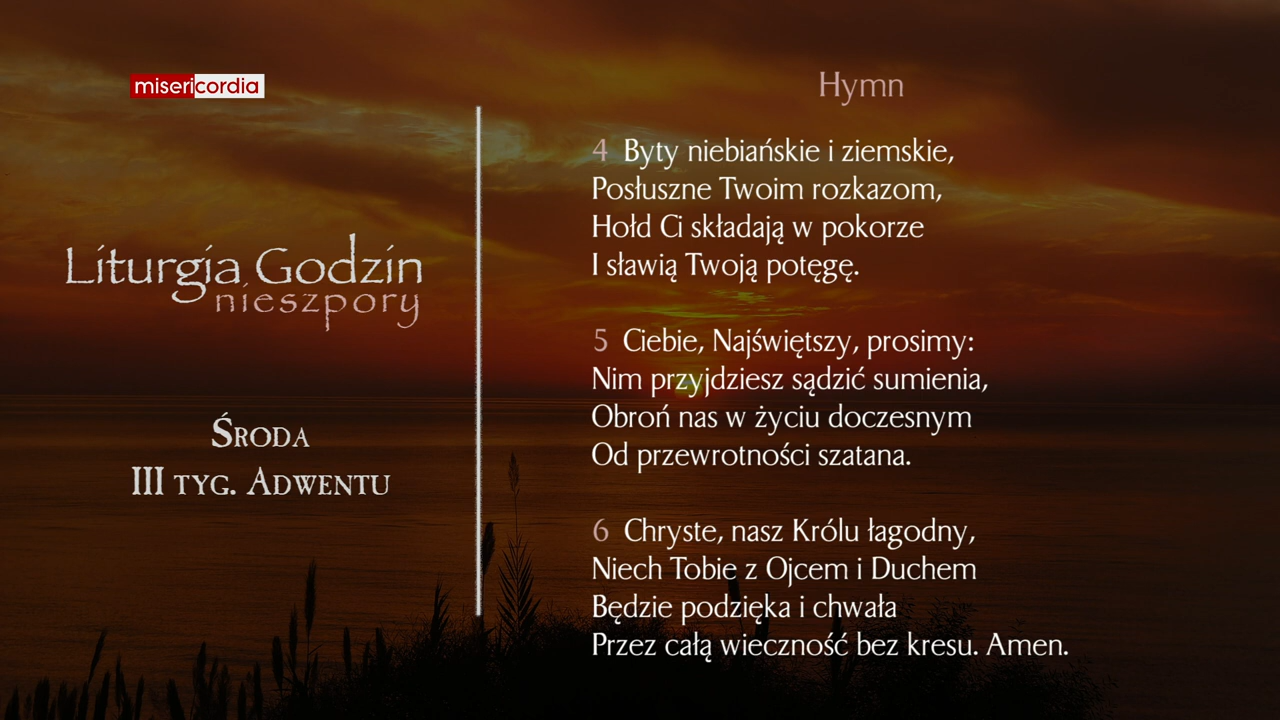 misericordia
Liturgia Godzin
nieszpory
Środa
III tyg. Adwentu
Hymn
4 Byty niebiańskie i ziemskie,
Posłuszne Twoim rozkazom,
Hołd Ci składają w pokorze
I sławią Twoją potęgę.
5 Ciebie, Najświętszy, prosimy:
Nim przyjdziesz sądzić sumienia,
Obroń nas w życiu doczesnym
Od przewrotności szatana.
6 Chryste, nasz Królu łagodny,
Niech Tobie z Ojcem i Duchem
Będzie podzięka i chwała
Przez całą wieczność bez kresu. Amen.